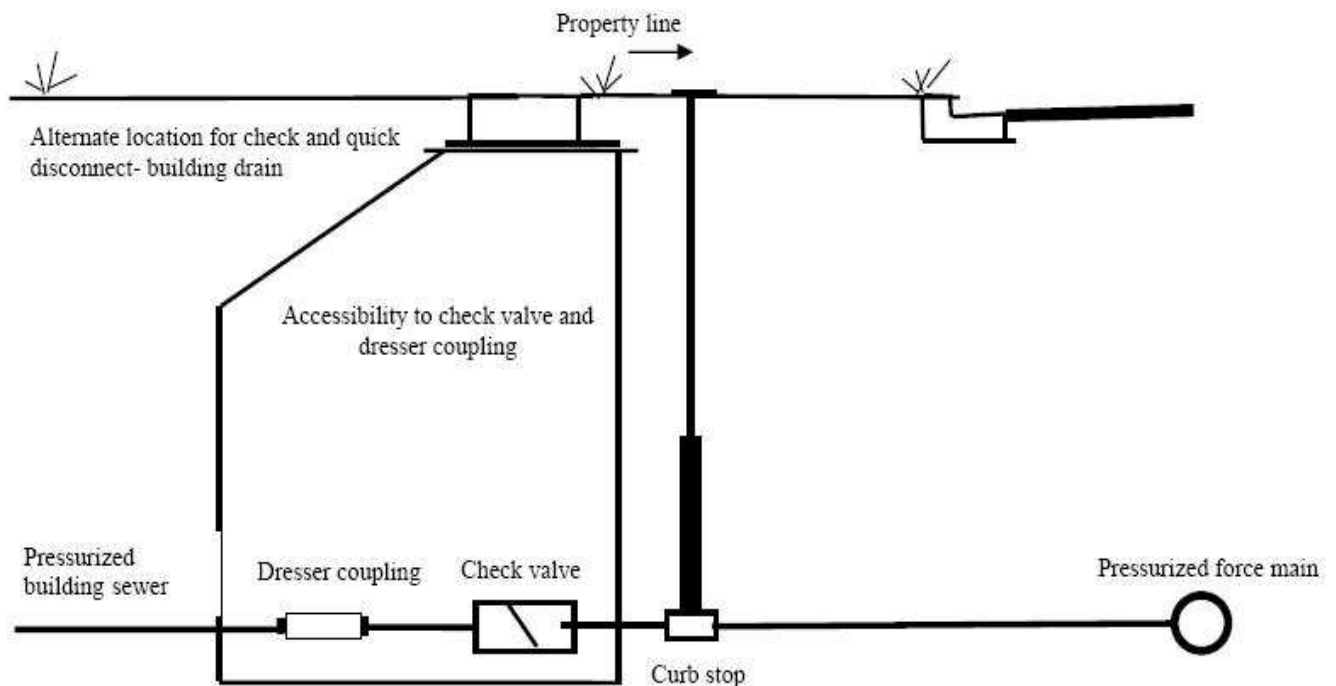 Property line
Alternate location for check and quick
disconnect- building drain
Accessibility to check valve and
dresser coupling
Pressurized
building sewer
Dresser coupling
Check valve
Pressurized force main
Curb stop